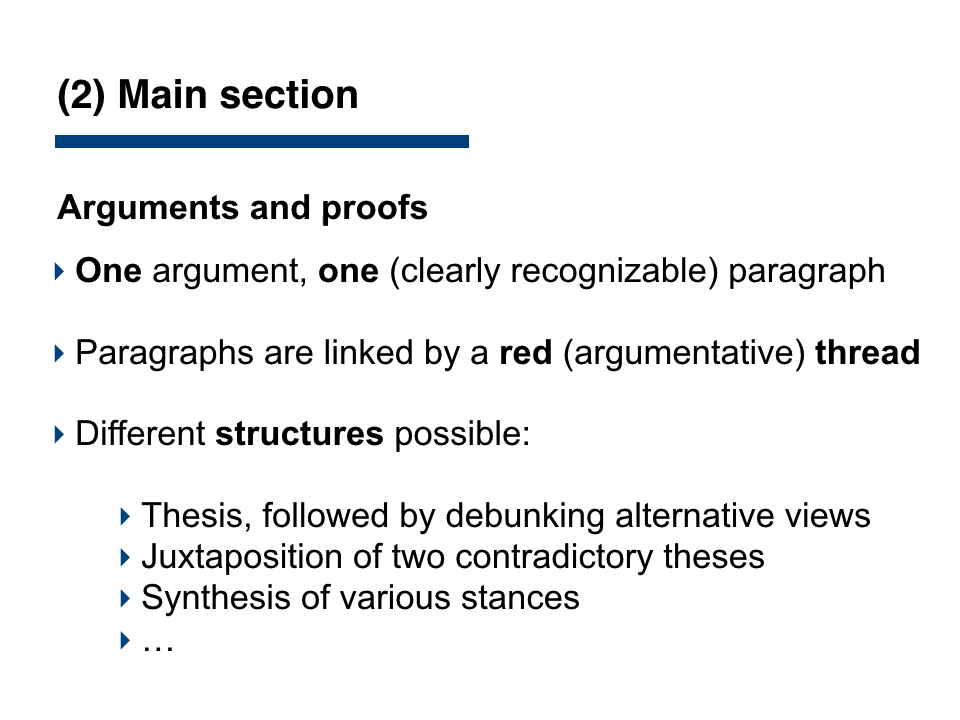 (2) Main section
Arguments and proofs
One argument, one (clearly recognizable) paragraph
Paragraphs are linked by a red (argumentative) thread
Different structures possible:
Thesis, followed by debunking alternative views
Juxtaposition of two contradictory theses
Synthesis of various stances
…